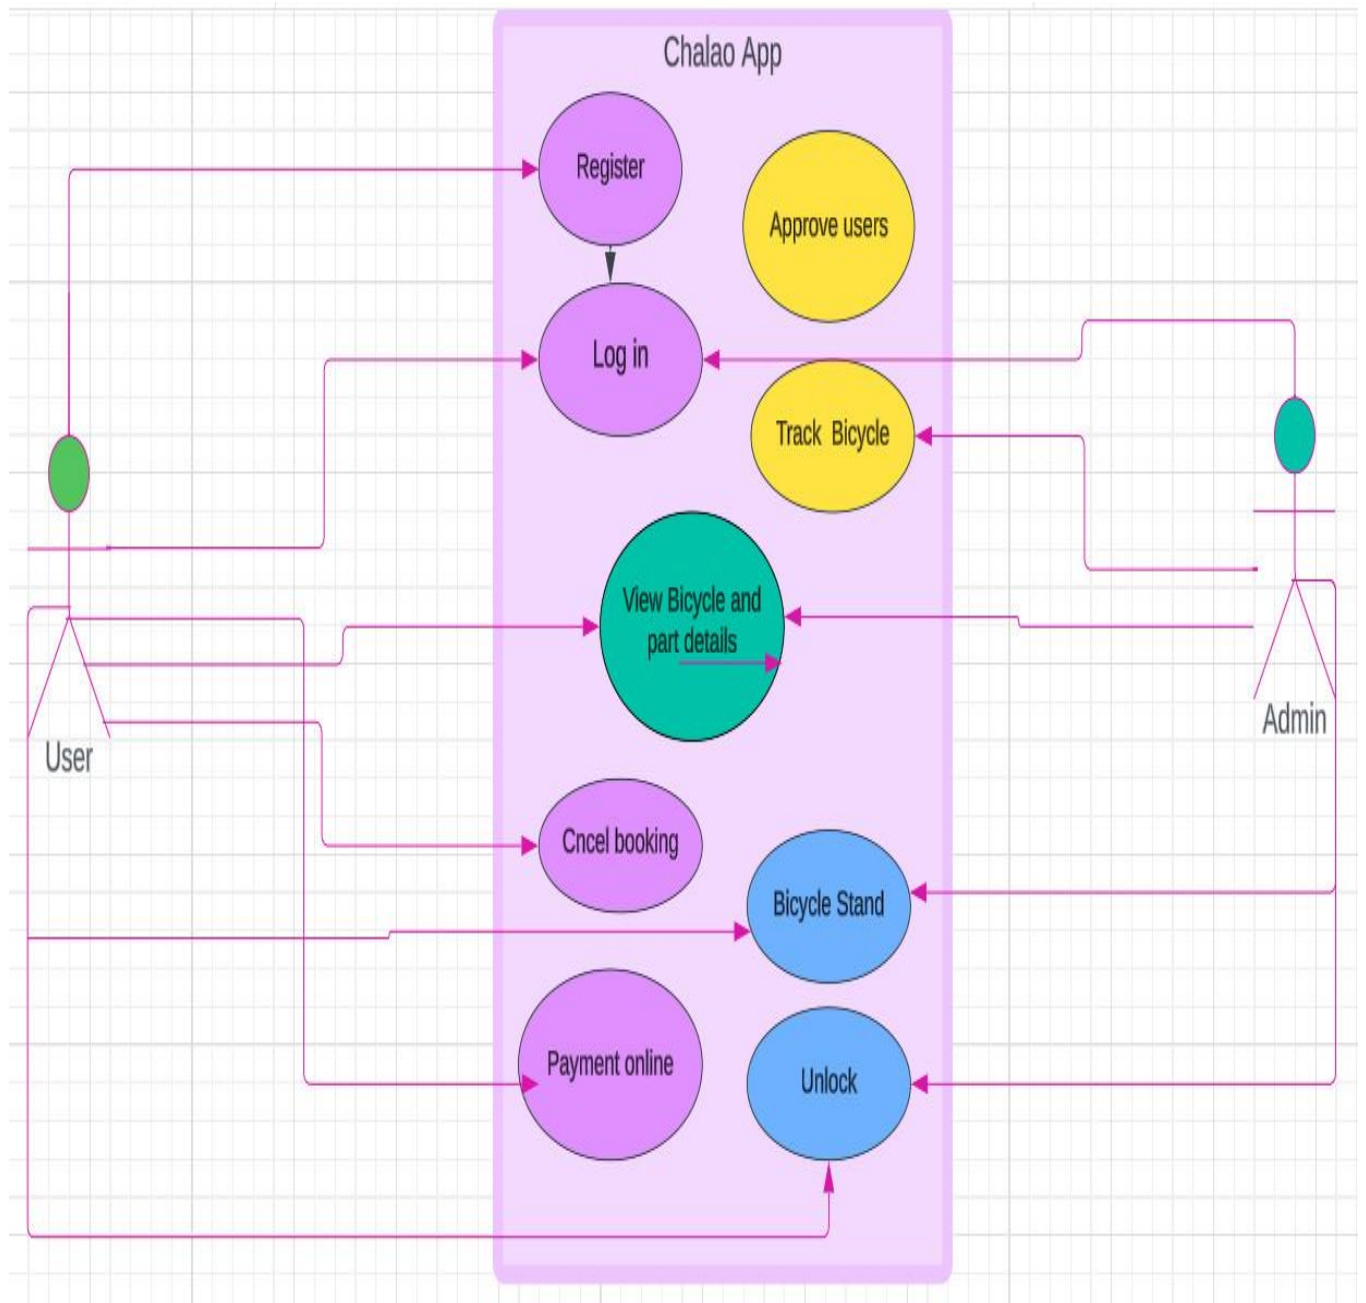 Chalao App
Register
Approve users
Log in
Track Bicycle
View Bicycle and
part details
User
Admin
Cncel booking
Bicycle Stand
Payment online
Unlock